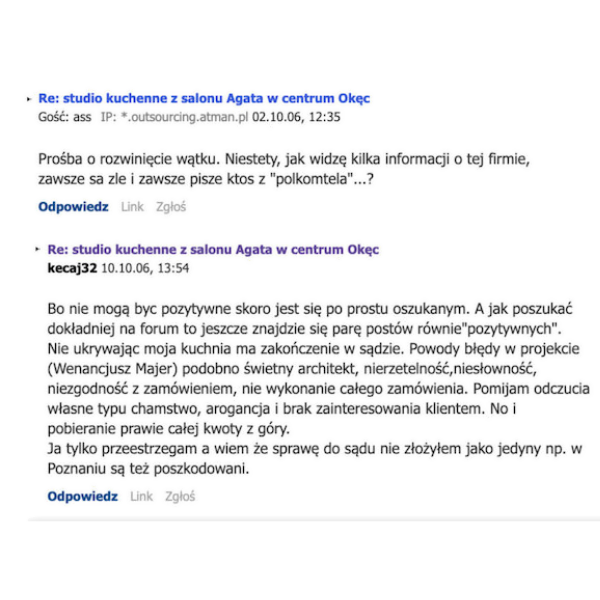 Re: studio kuchenne z salonu Agata w centrum Okęc
Gość: ass IP: *.outsourcing.atman.pl 02.10.06, 12:35
Prośba o rozwinięcie wątku. Niestety, jak widzę kilka informacji o tej firmie,
zawsze sa zle i zawsze pisze ktos z "polkomtela"...?
Odpowiedz Link Zgłoś
Re: studio kuchenne z salonu Agata w centrum Okęc
kecaj32 10.10.06, 13:54
Bo nie mogą byc pozytywne skoro jest się po prostu oszukanym. A jak poszukać
dokładniej na forum to jeszcze znajdzie się parę postów równie"pozytywnych".
Nie ukrywając moja kuchnia ma zakończenie w sądzie. Powody błędy w projekcie
(Wenancjusz Majer) podobno świetny architekt, nierzetelność,niesłowność,
niezgodność z zamówieniem, nie wykonanie całego zamówienia. Pomijam odczucia
własne typu chamstwo, arogancja i brak zainteresowania klientem. No i
pobieranie prawie całej kwoty z góry.
Ja tylko przeestrzegam a wiem że sprawę do sądu nie złożyłem jako jedyny np. w
Poznaniu są też poszkodowani.
Odpowiedz Link Zgłoś